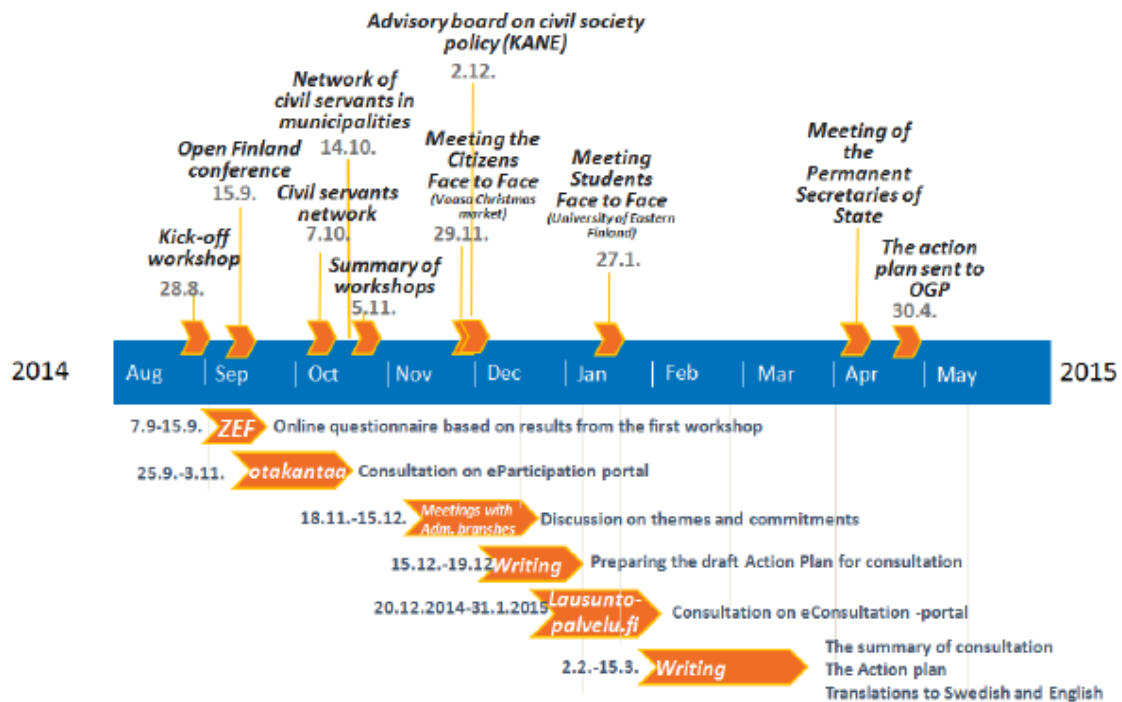 Advisory board on civil society
policy (KANE)
2.12.
Network of
civil servants in
municipalities
14.10.
Open Finland
conference
15.9.
Civil servants
network
7.10.
Meeting the
Citizens
Face to Face
(Vaasa Christmas
market)
29.11.
Meeting
Students
Face to Face
(University of Eastern
Finland)
27.1.
Meeting of
the
Permanent
Secretaries of
State
Kick-off
workshop
28.8.
Summary of
workshops
5.11.
The action
plan sent to
OGP
30.4.
2014
Aug
Sep
Oct
Nov
Dec
Jan
Feb
Mar
Apr
May
2015
7.9-15.9.
ZEF
Online questionnaire based on results from the first workshop
25.9.-3.11.
otakantaa
Consultation on eParticipation portal
18.11.-15.12.
Meetings with
Adm. branshes
Discussion on themes and commitments
15.12.-19.12
Writing
Preparing the draft Action Plan for consultation
20.12.2014-31.1.2015
Lausunto-
palvelu.fi
Consultation on eConsultation -portal
2.2.-15.3.
Writing
The summary of consultation
The Action plan
Translations to Swedish and English